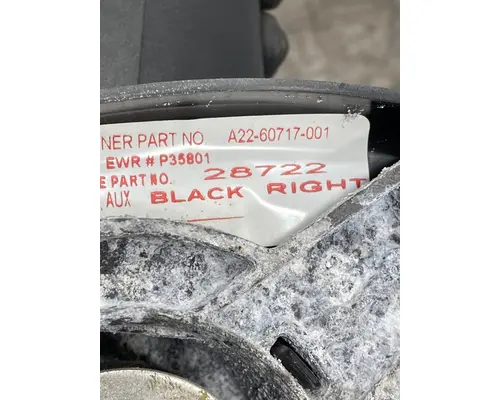 NER PART NO. A22-60717-001
EWR # P35801
E PART NO. 28722
AUX BLACK RIGHT